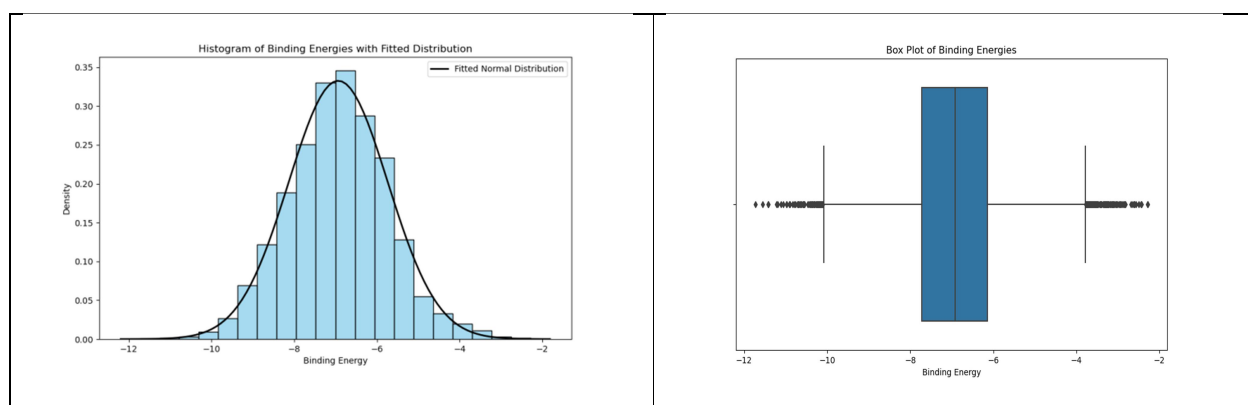 Histogram of Binding Energies with Fitted Distribution
Fitted Normal Distribution
0.35
0.30
0.25
0.20
0.15
0.10
0.05
0.00
Density
−12 −10 −8 −6 −4 −2
Binding Energy
Box Plot of Binding Energies
−12 −10 −8 −6 −4 −2
Binding Energy